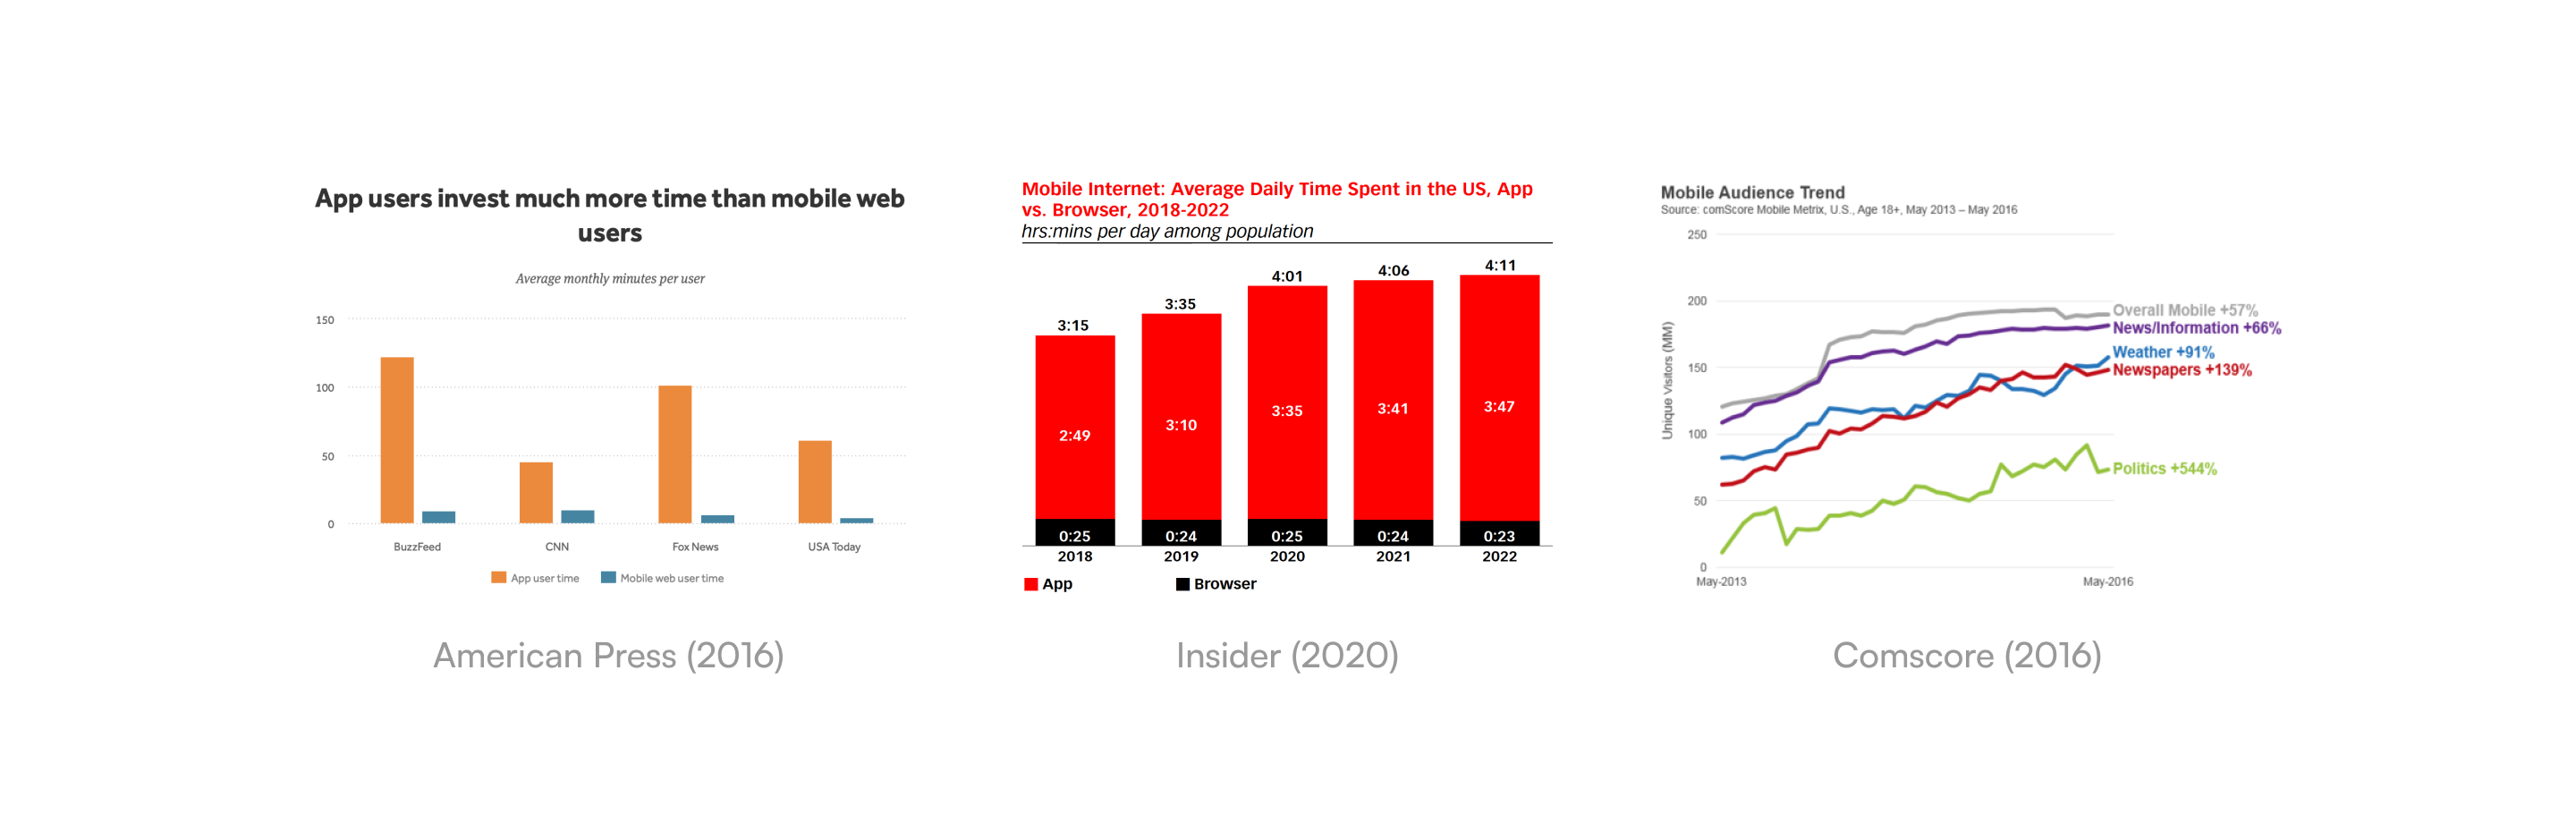 App users invest much more time than mobile web
users
Average monthly minutes per user
150
100
50
0
BuzzFeed
CNN
Fox News
USA Today
App user time
Mobile web user time
American Press (2016)
Mobile Internet: Average Daily Time Spent in the US, App
vs. Browser, 2018-2022
hrs:mins per day among population
3:15
3:35
4:01
4:06
4:11
2:49
3:10
3:35
3:41
3:47
0:25
0:24
0:25
0:24
0:23
2018
2019
2020
2021
2022
App
Browser
Insider (2020)
Mobile Audience Trend
Source: comScore Mobile Metrix, U.S., Age 18+, May 2013 – May 2016
Unique Visitors (MM)
250
200
150
100
50
0
May-2013
May-2016
Overall Mobile +57%
News/Information +66%
Weather +91%
Newspapers +139%
Politics +544%
Comscore (2016)